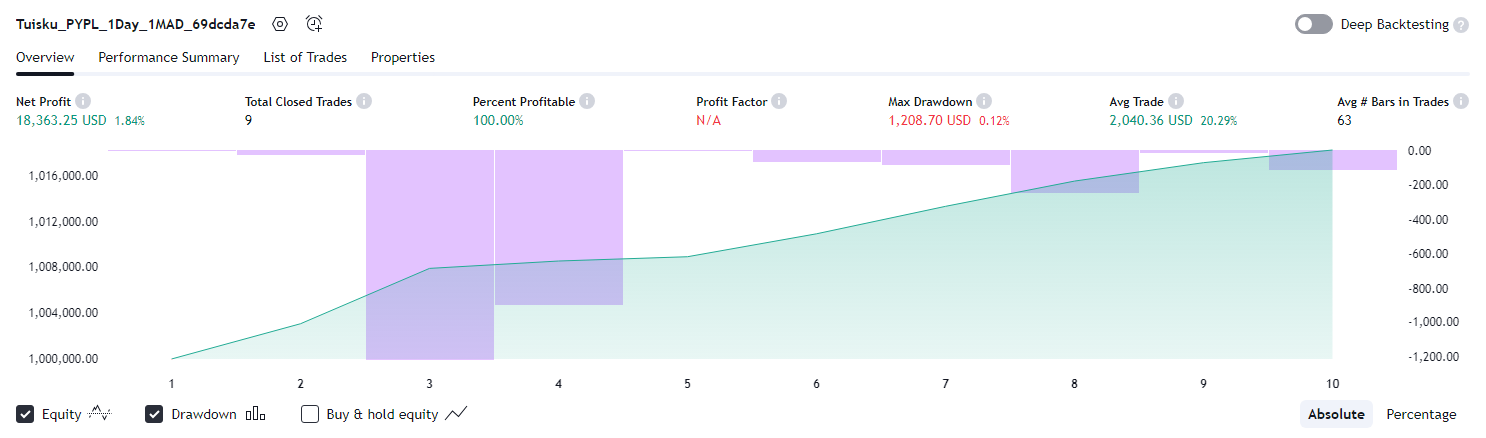 Tuisku_PYPL_1Day_1MAD_69dcda7e
Deep Backtesting ?
Overview Performance Summary List of Trades Properties
Net Profit Total Closed Trades Percent Profitable Profit Factor Max Drawdown Avg Trade Avg # Bars in Trades
18,363.25 USD 1.84% 9 100.00% N/A 1,208.70 USD 0.12% 2,040.36 USD 20.29% 63
0.00
1,016,000.00
-200.00
1,012,000.00
-400.00
-600.00
1,008,000.00
-800.00
1,004,000.00
-1,000.00
1,000,000.00
-1,200.00
1 2 3 4 5 6 7 8 9 10
Equity Drawdown Buy & hold equity Absolute Percentage